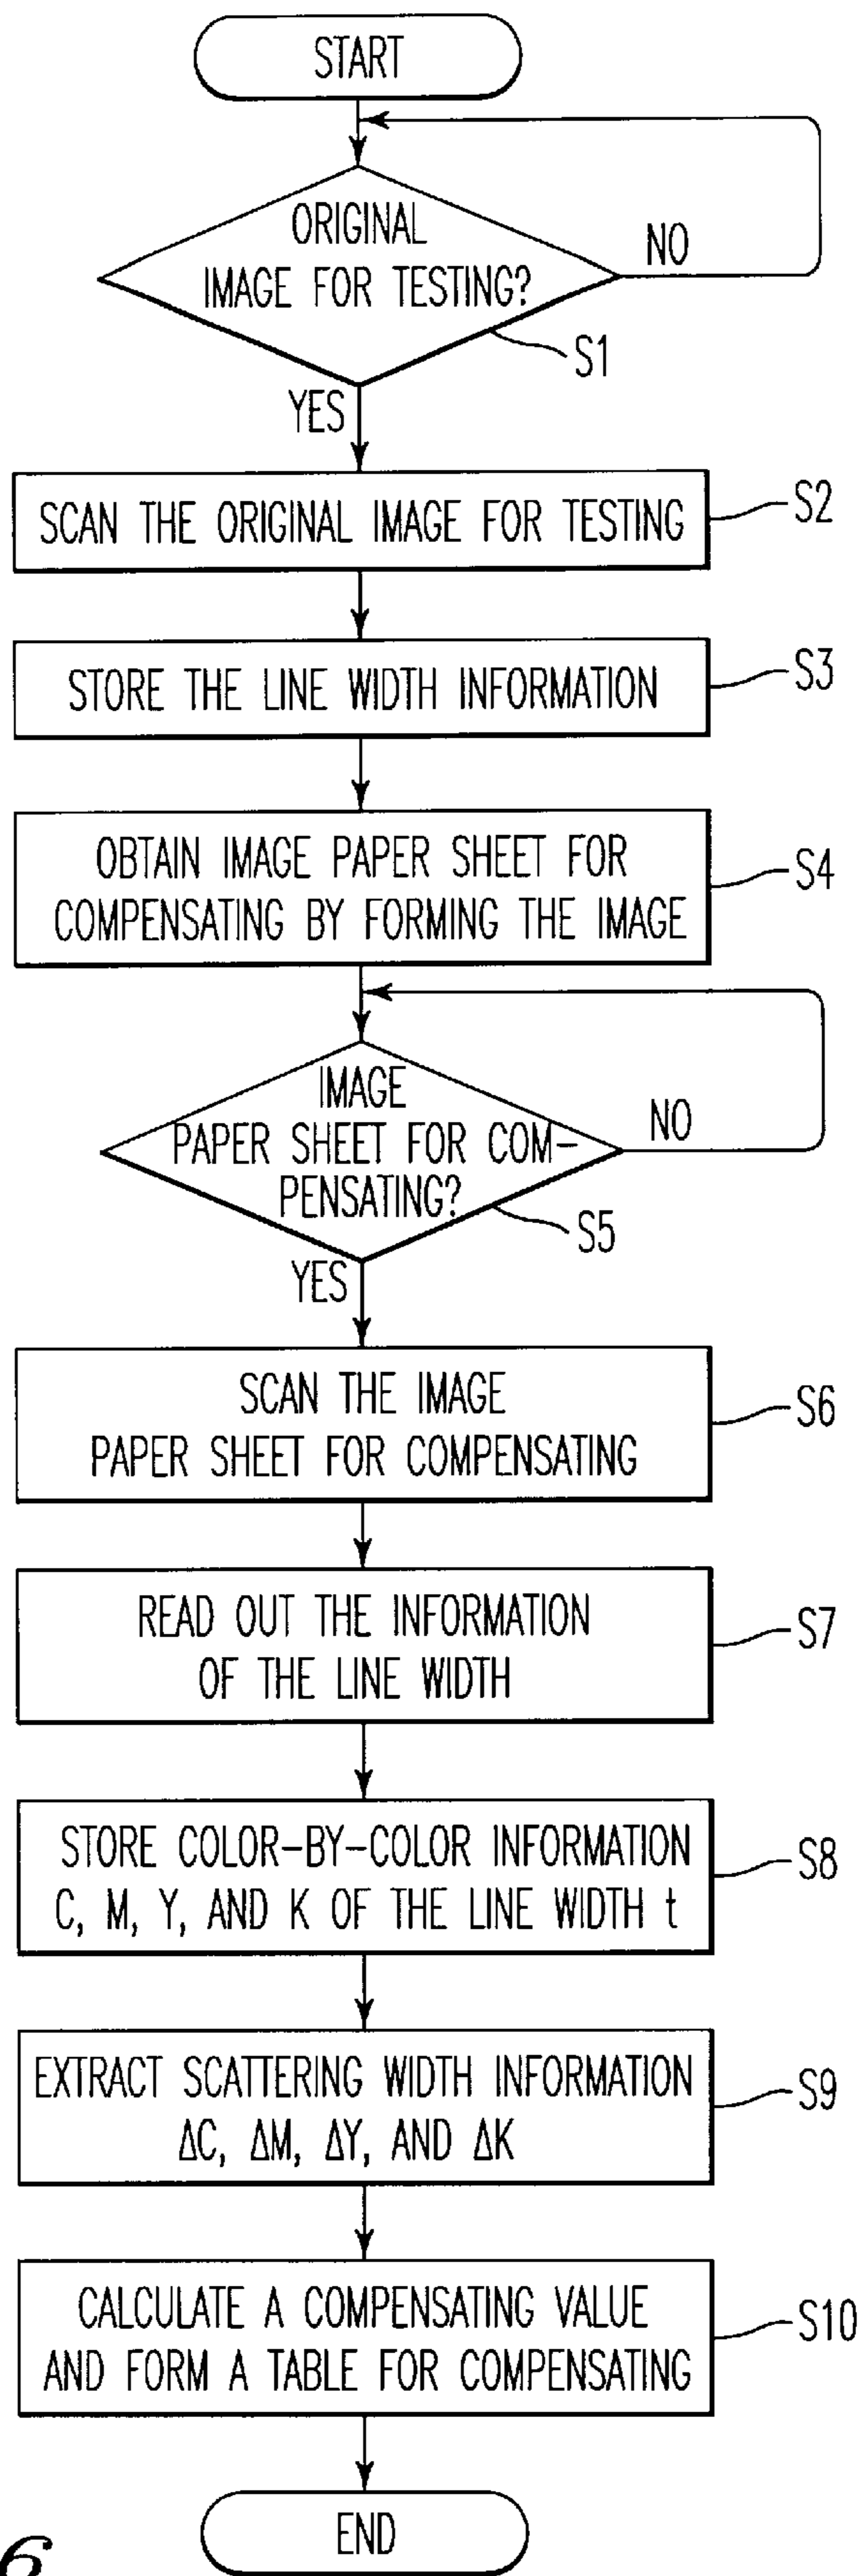 START
ORIGINAL
IMAGE FOR TESTING?
NO
S1
YES
SCAN THE ORIGINAL IMAGE FOR TESTING
S2
STORE THE LINE WIDTH INFORMATION
S3
OBTAIN IMAGE PAPER SHEET FOR
COMPENSATING BY FORMING THE IMAGE
S4
IMAGE
PAPER SHEET FOR COM-
PENSATING?
NO
S5
YES
SCAN THE IMAGE
PAPER SHEET FOR COMPENSATING
S6
READ OUT THE INFORMATION
OF THE LINE WIDTH
S7
STORE COLOR-BY-COLOR INFORMATION
C, M, Y, AND K OF THE LINE WIDTH t
S8
EXTRACT SCATTERING WIDTH INFORMATION
ΔC, ΔM, ΔY, AND ΔK
S9
CALCULATE A COMPENSATING VALUE
AND FORM A TABLE FOR COMPENSATING
S10
END
6